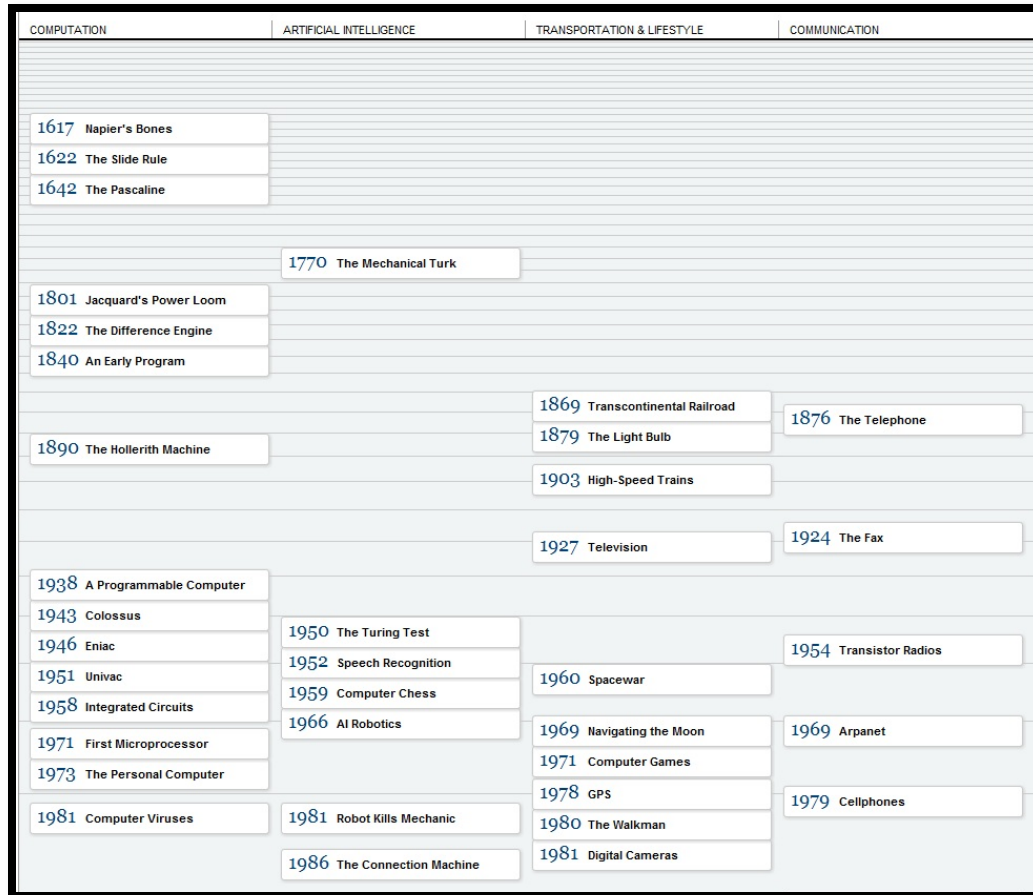 COMPUTATION
ARTIFICIAL INTELLIGENCE
TRANSPORTATION & LIFESTYLE
COMMUNICATION
1617 Napier's Bones
1622 The Slide Rule
1642 The Pascaline
1801 Jacquard's Power Loom
1822 The Difference Engine
1840 An Early Program
1890 The Hollerith Machine
1938 A Programmable Computer
1943 Colossus
1946 Eniac
1951 Univac
1958 Integrated Circuits
1971 First Microprocessor
1973 The Personal Computer
1981 Computer Viruses
1770 The Mechanical Turk
1950 The Turing Test
1952 Speech Recognition
1959 Computer Chess
1966 AI Robotics
1981 Robot Kills Mechanic
1986 The Connection Machine
1869 Transcontinental Railroad
1879 The Light Bulb
1903 High-Speed Trains
1927 Television
1960 Spacewar
1969 Navigating the Moon
1971 Computer Games
1978 GPS
1980 The Walkman
1981 Digital Cameras
1876 The Telephone
1924 The Fax
1954 Transistor Radios
1969 Arpanet
1979 Cellphones